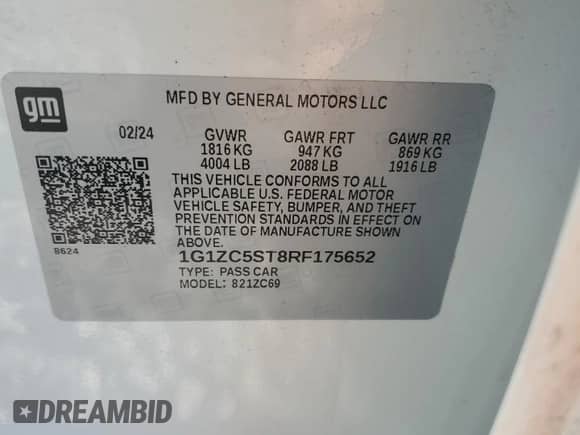 gm
MFD BY GENERAL MOTORS LLC
02/24 GVWR GAWR FRT GAWR RR
1816 KG 947 KG 869 KG
4004 LB 2088 LB 1916 LB
THIS VEHICLE CONFORMS TO ALL
APPLICABLE U.S. FEDERAL MOTOR
VEHICLE SAFETY, BUMPER, AND THEFT
PREVENTION STANDARDS IN EFFECT ON
THE DATE OF MANUFACTURE SHOWN
ABOVE.
8624
1G1ZC5ST8RF175652
TYPE: PASS CAR
MODEL: 821ZC69
DREAMBID